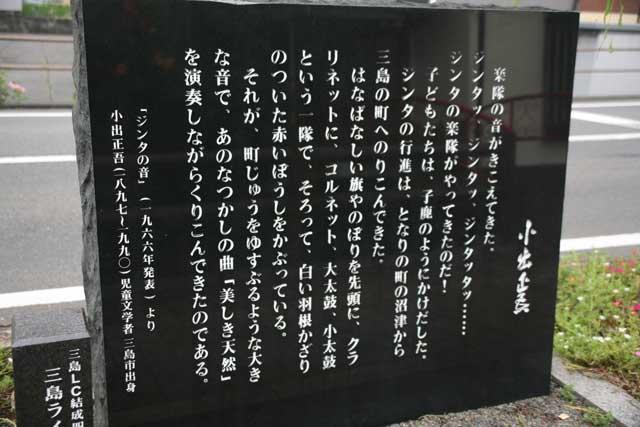 小出正吾
楽隊の音がきこえてきた。
ジンタッ、ジンタッ、ジンタッタッ……
ジンタの楽隊がやってきたのだ!
子どもたちは、子鹿のようにかけだした。
ジンタの行進は、となりの町の沼津から
三島の町へのりこんできた。
はなばなしい旗やのぼりを先頭に、クラ
リネットに、コルネット、大太鼓、小太鼓
という一隊で、そろって、白い羽根かざり
のついた赤いぼうしをかぶっている。
それが、町じゅうをゆすぶるような大き
な音で、あのなつかしの曲「美しき天然」
を演奏しながらくりこんできたのである。
「ジンタの音」(一九六六年発表)より
小出正吾(一八九七〜一九九〇)児童文学者 三島市出身
三島LC結成
三島ライ